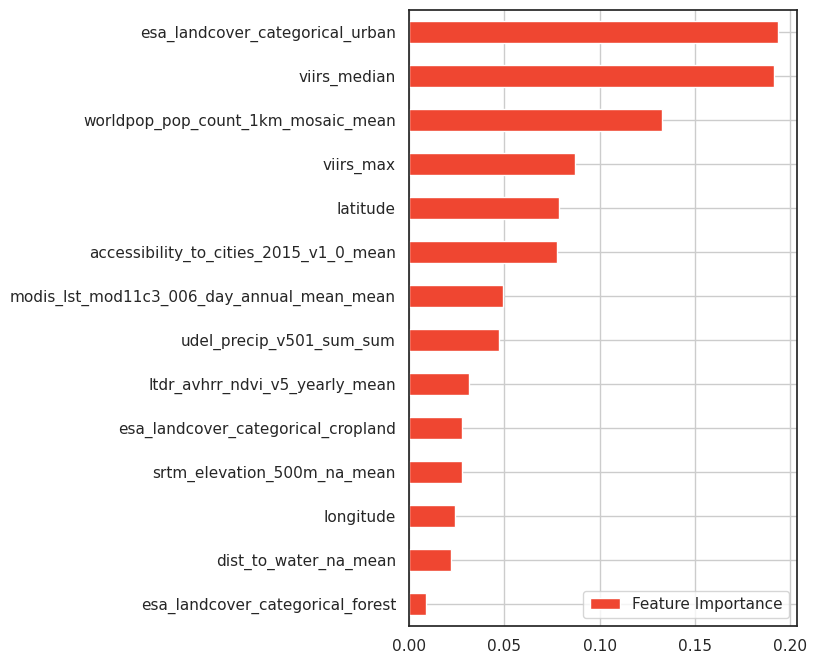 esa_landcover_categorical_urban
viirs_median
worldpop_pop_count_1km_mosaic_mean
viirs_max
latitude
accessibility_to_cities_2015_v1_0_mean
modis_lst_mod11c3_006_day_annual_mean_mean
udel_precip_v501_sum_sum
ltdr_avhrr_ndvi_v5_yearly_mean
esa_landcover_categorical_cropland
srtm_elevation_500m_na_mean
longitude
dist_to_water_na_mean
esa_landcover_categorical_forest
Feature Importance
0.00 0.05 0.10 0.15 0.20